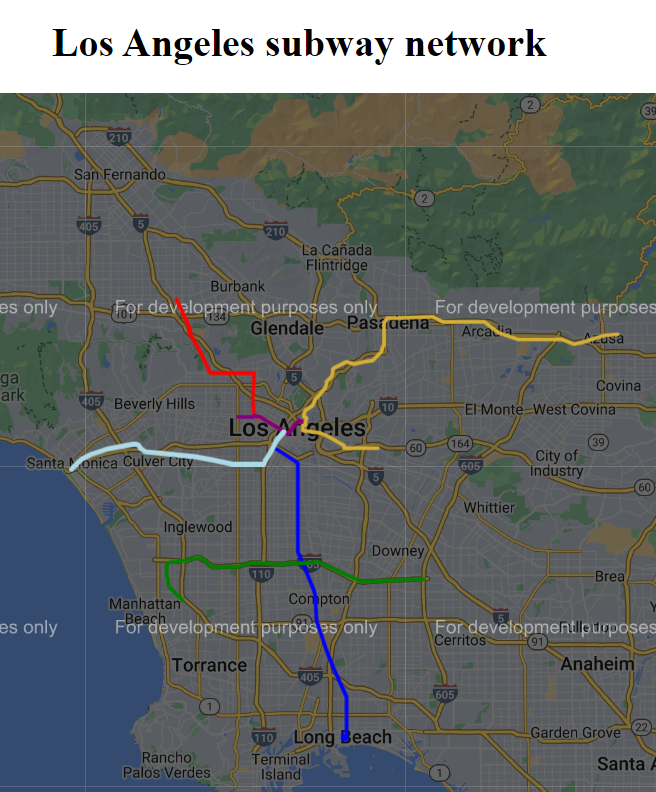 Los Angeles subway network
2
39
210
San Fernando
2
405
5
210
La Cañada
Flintridge
Burbank
es only
For development purposes only
For development purposes
101
134
Glendale
Pasadena
Arcadia
Azusa
ga
ark
5
Covina
405
Beverly Hills
10
El Monte
West Covina
Los Angeles
60
164
39
Santa Monica
Culver City
605
City of
Industry
5
60
Whittier
Inglewood
Downey
110
Brea
Manhattan
Beach
Compton
5
es only
For development purposes only
For development purposes
91
Fullerton
Cerritos
91
Torrance
Anaheim
405
605
1
22
Long Beach
110
Garden Grove
Rancho
Palos Verdes
Terminal
Island
1
Santa A